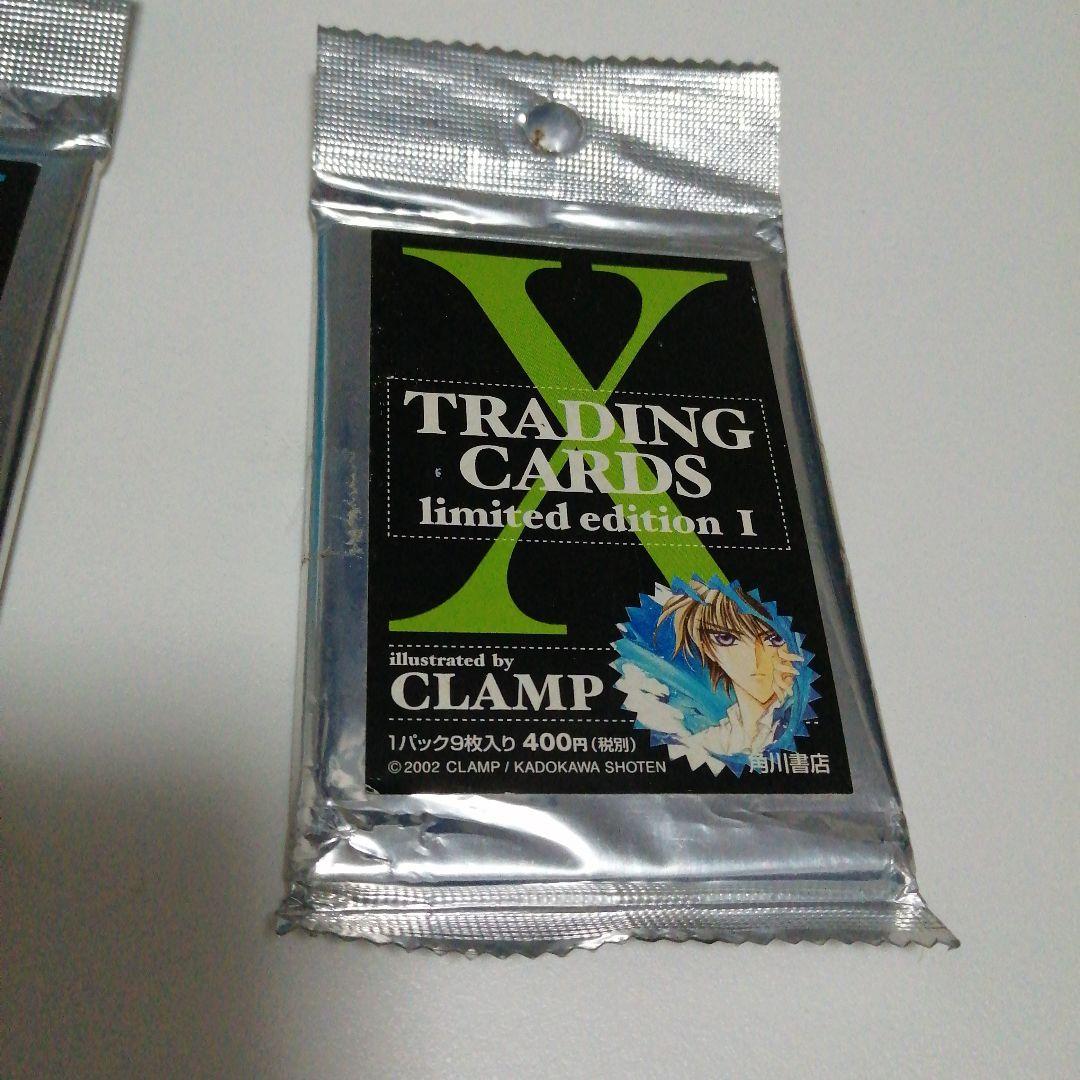 X
TRADING
CARDS
limited edition I
illustrated by
CLAMP
1パック9枚入り 400円(税別)
©2002 CLAMP / KADOKAWA SHOTEN
角川書店